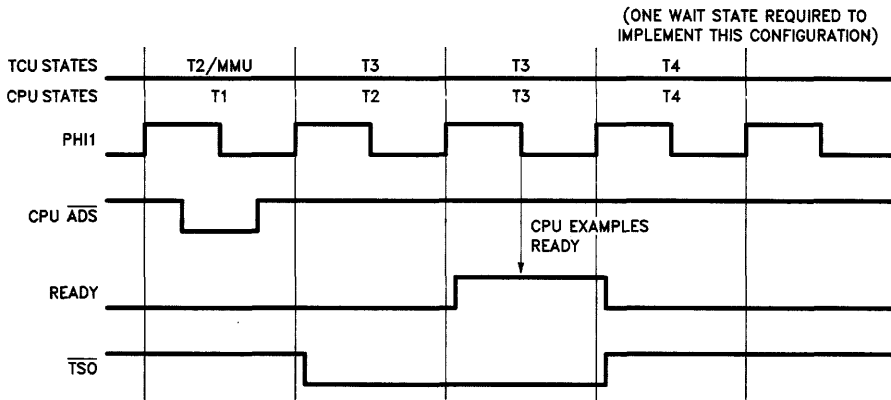 (ONE WAIT STATE REQUIRED TO
IMPLEMENT THIS CONFIGURATION)
TCU STATES T2/MMU T3 T3 T4
CPU STATES T1 T2 T3 T4
PHI1
CPU ADS
CPU EXAMPLES
READY
READY
TSO